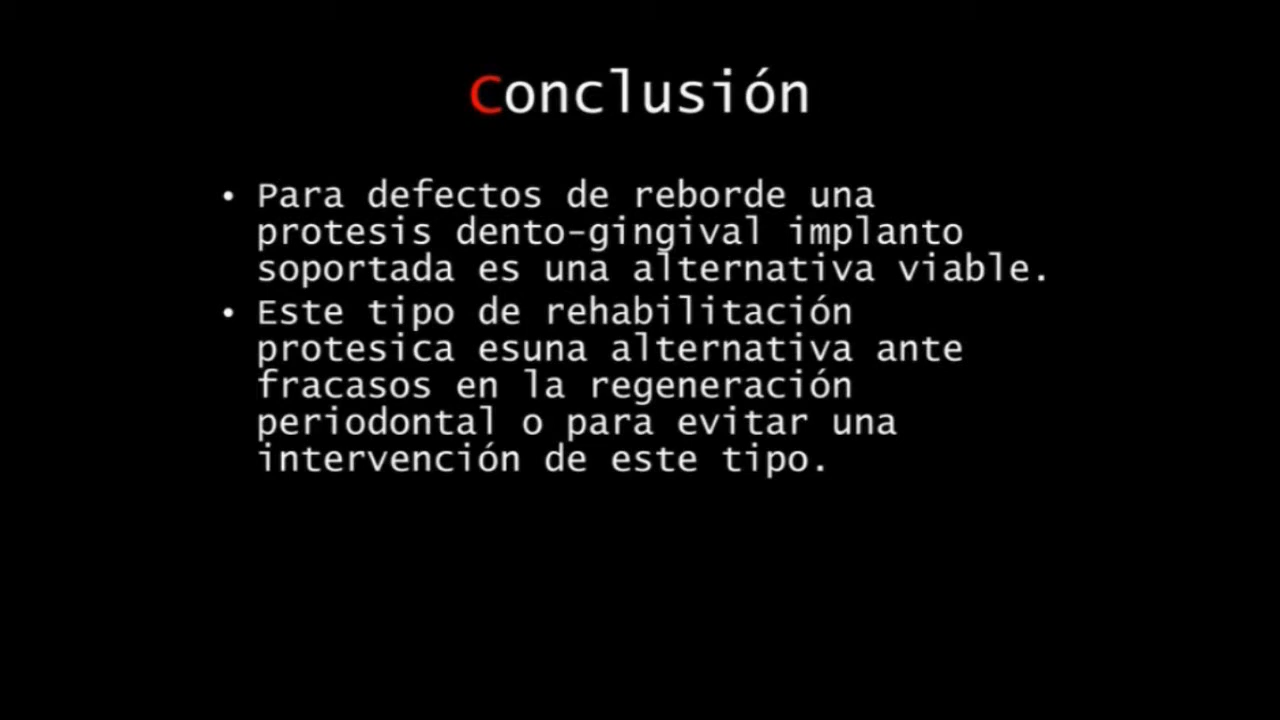 Conclusión
• Para defectos de reborde una
protesis dento-gingival implanto
soportada es una alternativa viable.
• Este tipo de rehabilitación
protesica esuna alternativa ante
fracasos en la regeneración
periodontal o para evitar una
intervención de este tipo.